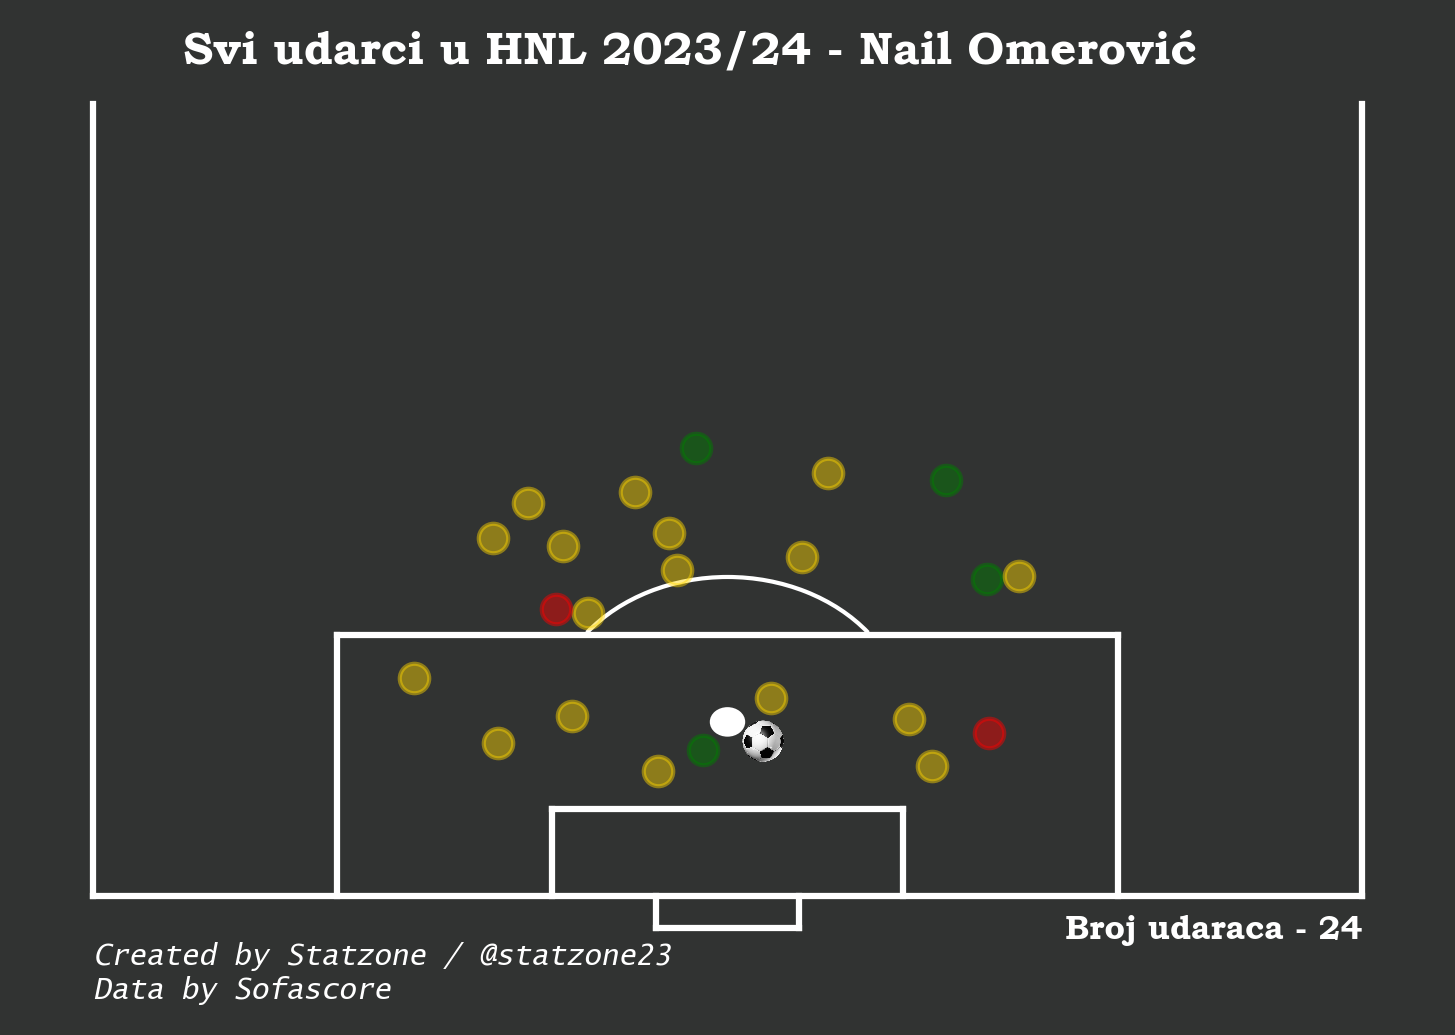 Svi udarci u HNL 2023/24 - Nail Omerović
Broj udaraca - 24
Created by Statzone / @statzone23
Data by Sofascore